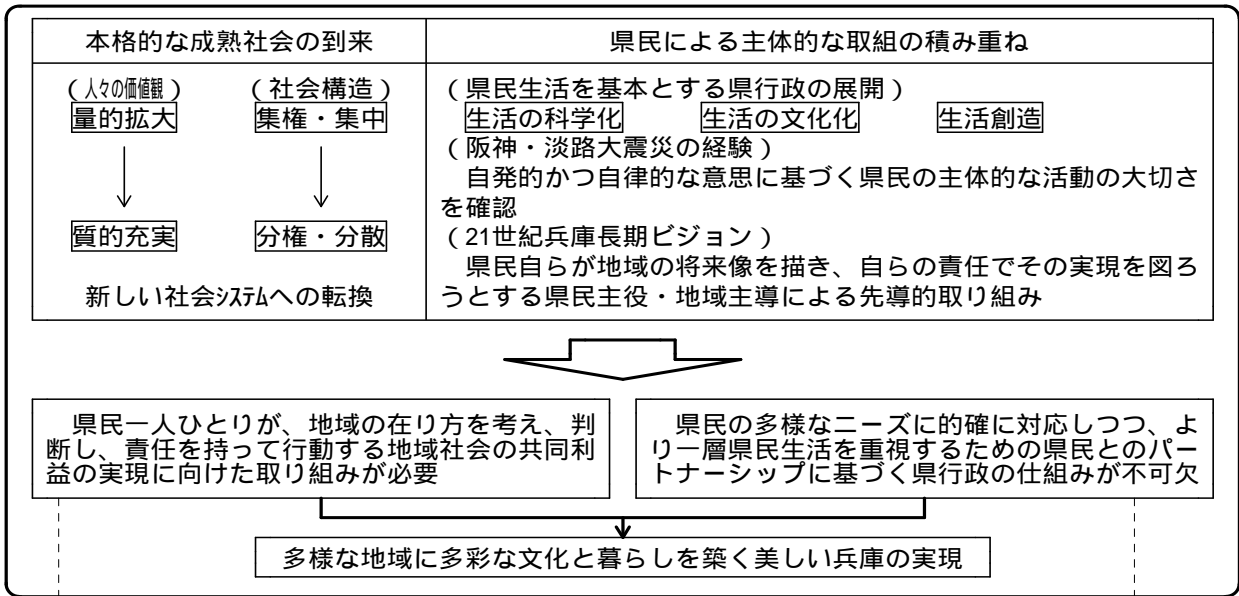 本格的な成熟社会の到来
(人々の価値観) (社会構造)
量的拡大 集権・集中
質的充実 分権・分散
新しい社会システムへの転換
県民による主体的な取組の積み重ね
(県民生活を基本とする県行政の展開)
生活の科学化 生活の文化化 生活創造
(阪神・淡路大震災の経験)
自発的かつ自律的な意思に基づく県民の主体的な活動の大切さ
を確認
(21世紀兵庫長期ビジョン)
県民自らが地域の将来像を描き、自らの責任でその実現を図ろ
うとする県民主役・地域主導による先導的取り組み
県民一人ひとりが、地域の在り方を考え、判
断し、責任を持って行動する地域社会の共同利
益の実現に向けた取り組みが必要
県民の多様なニーズに的確に対応しつつ、よ
り一層県民生活を重視するための県民とのパー
トナーシップに基づく県行政の仕組みが不可欠
多様な地域に多彩な文化と暮らしを築く美しい兵庫の実現